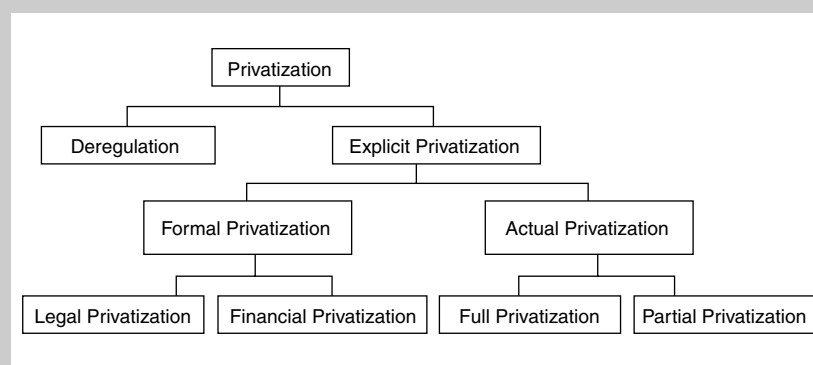 Privatization
Deregulation
Explicit Privatization
Formal Privatization
Actual Privatization
Legal Privatization
Financial Privatization
Full Privatization
Partial Privatization